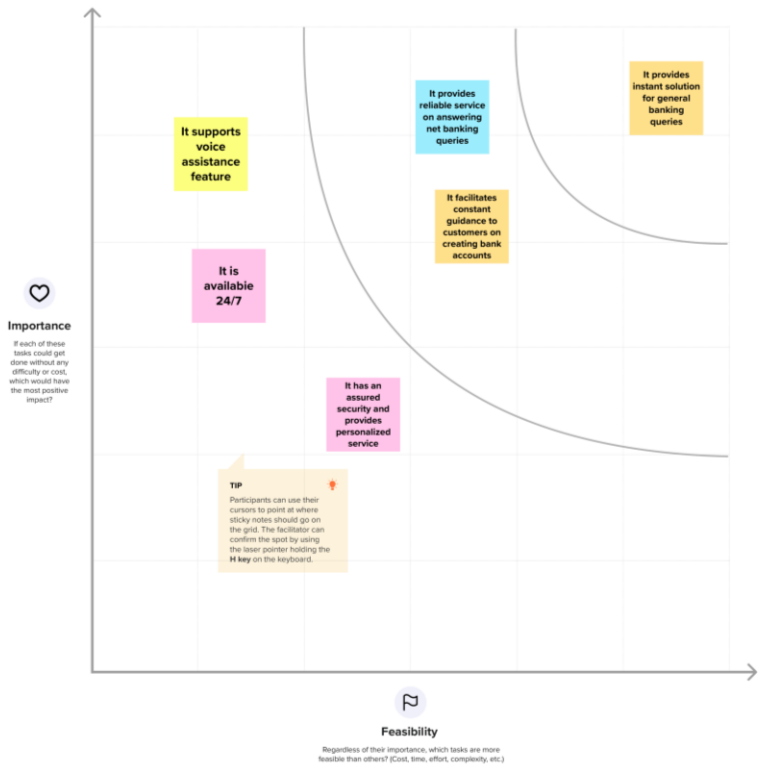 It provides
instant solution
for general
banking
queries
It provides
reliable service
on answering
net banking
queries
It supports
voice
assistance
feature
It facilitates
constant
guidance to
customers on
creating bank
accounts
It is
available
24/7
Importance
If each of these
tasks could get
done without any
difficulty or cost,
which would have
the most positive
impact?
It has an
assured
security and
provides
personalized
service
TIP
Participants can use their
cursors to point at where
sticky notes should go on
the grid. The facilitator can
confirm the spot by using
the laser pointer holding the
H key on the keyboard.
Feasibility
Regardless of their importance, which tasks are more
feasible than others? (Cost, time, effort, complexity, etc.)